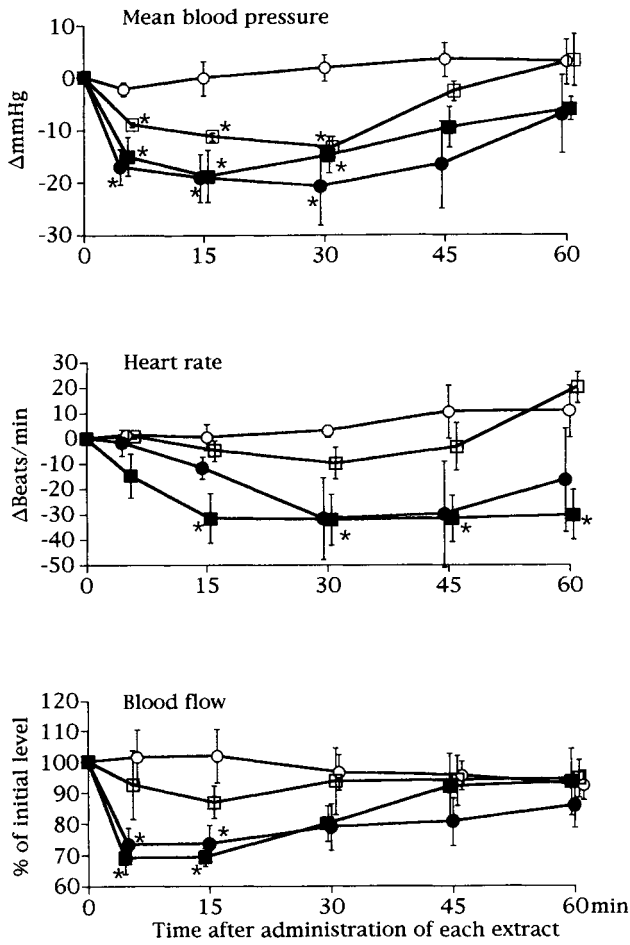 Mean blood pressure
10
0
-10
-20
-30
ΔmmHg
* * * *
* * * *
*
0 15 30 45 60
Heart rate
30
20
10
0
-10
-20
-30
-40
-50
ΔBeats/min
* * * *
0 15 30 45 60
Blood flow
120
110
100
90
80
70
60
% of initial level
* *
* *
0 15 30 45 60min
Time after administration of each extract